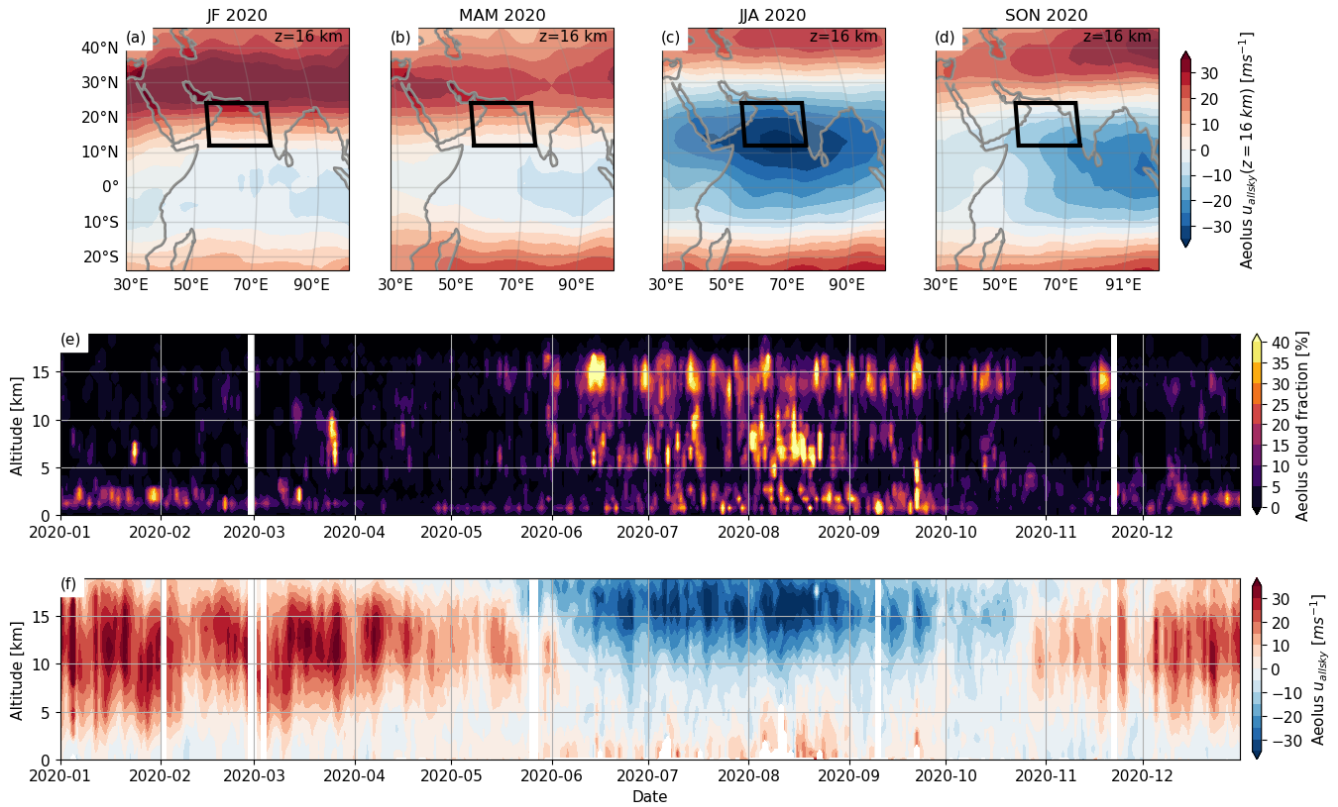 JF 2020
MAM 2020
JJA 2020
SON 2020
(a)
z=16 km
(b)
z=16 km
(c)
z=16 km
(d)
z=16 km
40°N
30°N
20°N
10°N
0°
10°S
20°S
30°E 50°E 70°E 90°E
30°E 50°E 70°E 90°E
30°E 50°E 70°E 90°E
30°E 50°E 70°E 91°E
30
20
10
0
−10
−20
−30
Aeolus u_allsky(z = 16 km) [ms⁻¹]
(e)
Altitude [km]
15
10
5
0
2020-01 2020-02 2020-03 2020-04 2020-05 2020-06 2020-07 2020-08 2020-09 2020-10 2020-11 2020-12
40
35
30
25
20
15
10
5
0
Aeolus cloud fraction [%]
(f)
Altitude [km]
15
10
5
0
2020-01 2020-02 2020-03 2020-04 2020-05 2020-06 2020-07 2020-08 2020-09 2020-10 2020-11 2020-12
Date
30
20
10
0
−10
−20
−30
Aeolus u_allsky [ms⁻¹]